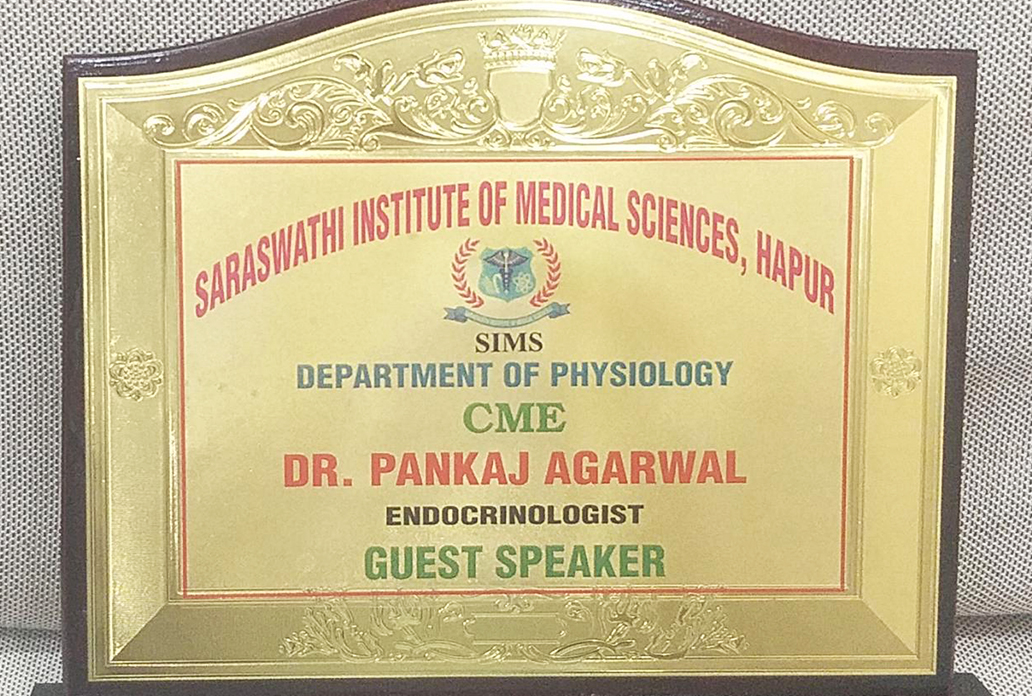 SARASWATHI INSTITUTE OF MEDICAL SCIENCES, HAPUR
SIMS
DEPARTMENT OF PHYSIOLOGY
CME
DR. PANKAJ AGARWAL
ENDOCRINOLOGIST
GUEST SPEAKER